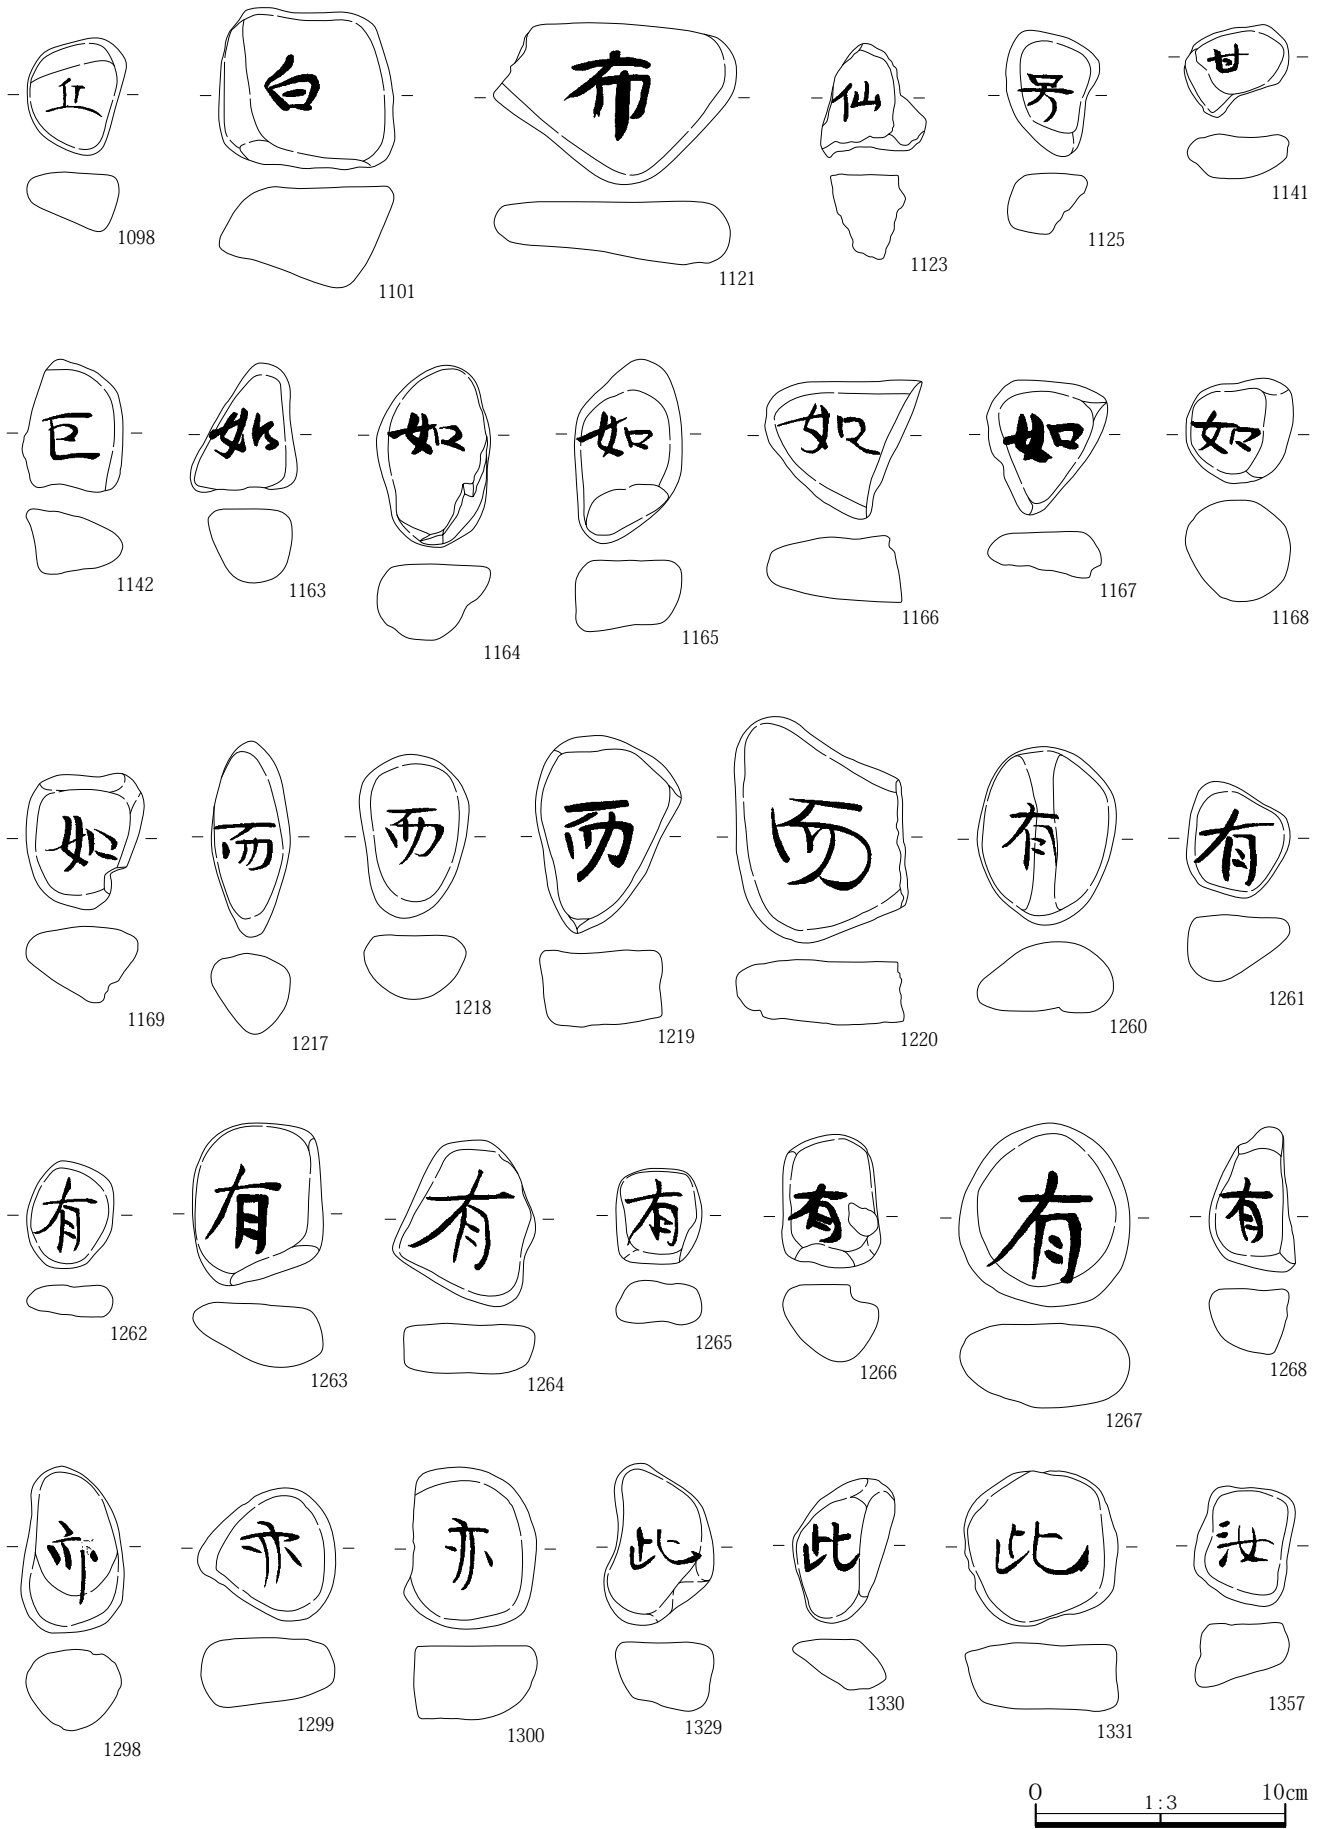 丘 白 布 仙 另 甘
1098 1101 1121 1123 1125 1141
巨 如 如 如 如 如 如
1142 1163 1164 1165 1166 1167 1168
如 而 而 而 而 有 有
1169 1217 1218 1219 1220 1260 1261
有 有 有 有 有 有 有
1262 1263 1264 1265 1266 1267 1268
亦 亦 亦 此 此 此 汝
1298 1299 1300 1329 1330 1331 1357
0 1:3 10cm